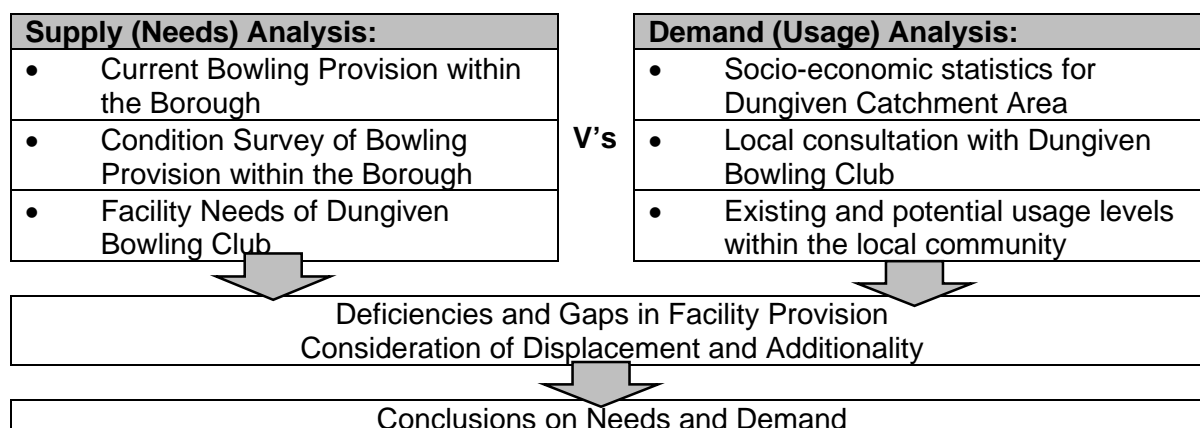 Supply (Needs) Analysis:
• Current Bowling Provision within
the Borough
• Condition Survey of Bowling
Provision within the Borough
• Facility Needs of Dungiven
Bowling Club
V's
Demand (Usage) Analysis:
• Socio-economic statistics for
Dungiven Catchment Area
• Local consultation with Dungiven
Bowling Club
• Existing and potential usage levels
within the local community
Deficiencies and Gaps in Facility Provision
Consideration of Displacement and Additionality
Conclusions on Needs and Demand